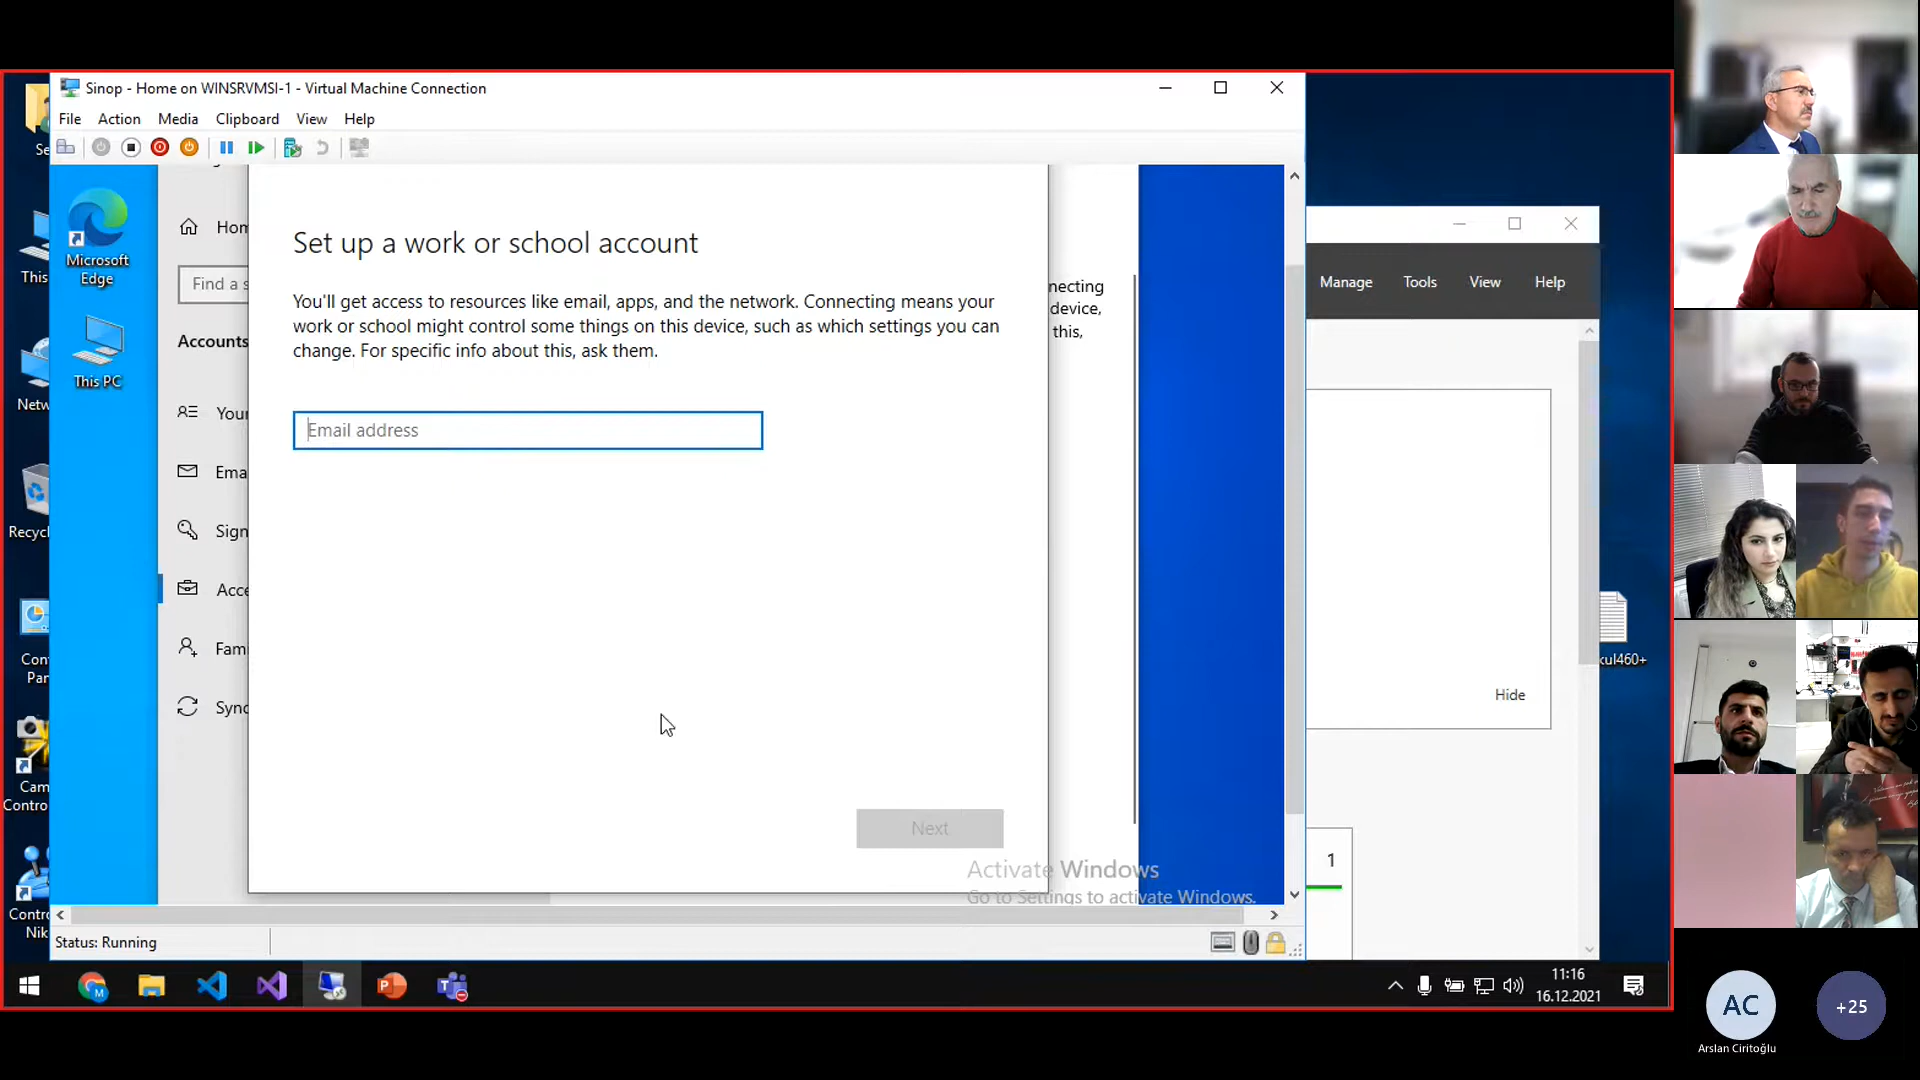 Sinop - Home on WINSRVMSI-1 - Virtual Machine Connection
File Action Media Clipboard View Help
Se
This
Netw
Recycl
Con
Pan
Cam
Contro
Contro
Nik
Microsoft
Edge
This PC
Hom
Find a s
Accounts
Your
Ema
Sign
Acce
Fami
Sync
Set up a work or school account
You'll get access to resources like email, apps, and the network. Connecting means your
work or school might control some things on this device, such as which settings you can
change. For specific info about this, ask them.
Email address
Next
necting
device,
this,
Activate Windows
Go to Settings to activate Windows.
Status: Running
Manage Tools View Help
Hide
1
kul460+
11:16
16.12.2021
AC
Arslan Ciritoğlu
+25